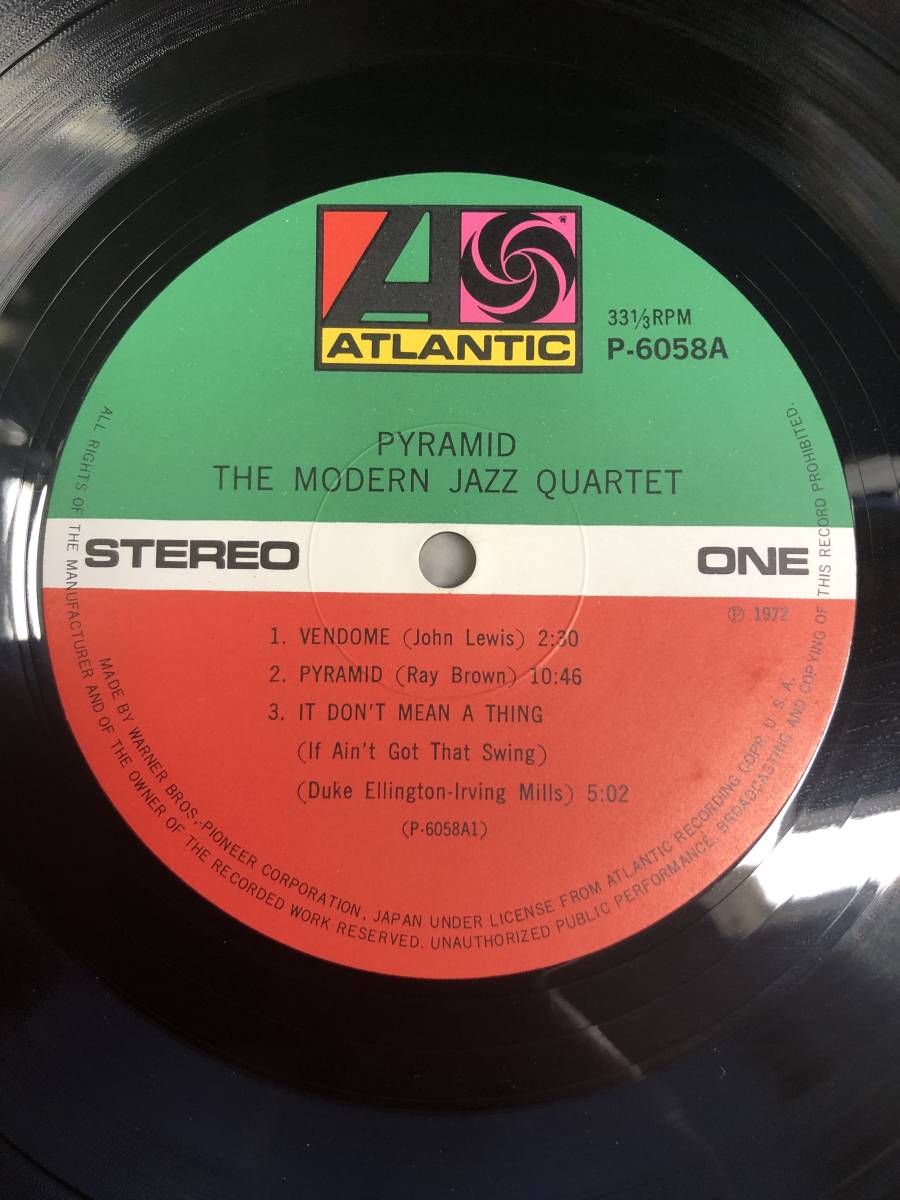 ATLANTIC
33⅓RPM
P-6058A
PYRAMID
THE MODERN JAZZ QUARTET
STEREO
ONE
Ⓟ 1972
1. VENDOME (John Lewis) 2:30
2. PYRAMID (Ray Brown) 10:46
3. IT DON'T MEAN A THING
(If Ain't Got That Swing)
(Duke Ellington-Irving Mills) 5:02
(P-6058A1)
MADE BY WARNER BROS., PIONEER CORPORATION, JAPAN UNDER LICENSE FROM ATLANTIC RECORDING COPR. U. S. A.
ALL RIGHTS OF THE MANUFACTURER AND OF THE OWNER OF THE RECORDED WORK RESERVED. UNAUTHORIZED PUBLIC PERFORMANCE. BROADCASTING AND COPYING OF THIS RECORD PROHIBITED.